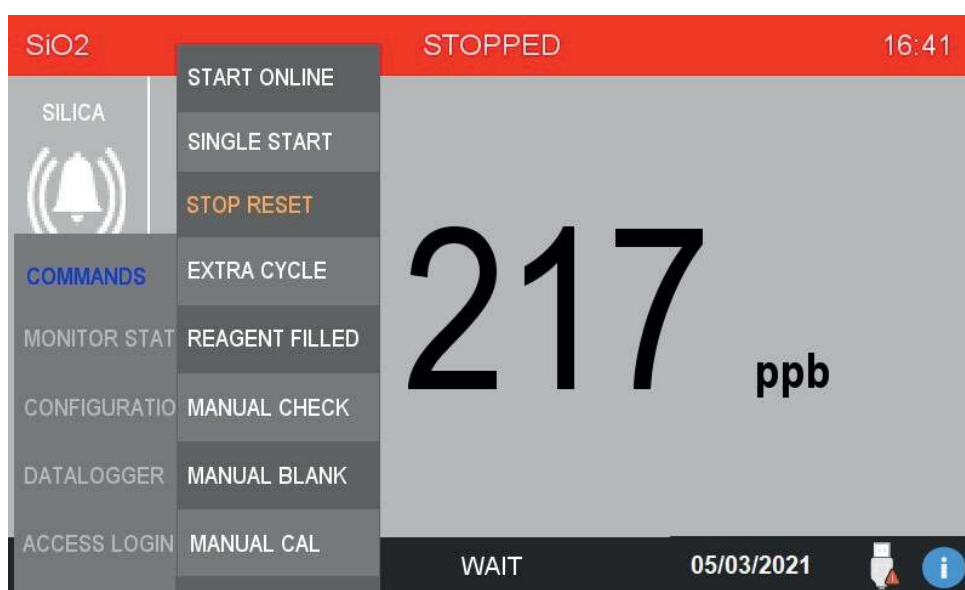 SiO2 STOPPED 16:41
SILICA
START ONLINE
SINGLE START
STOP RESET
EXTRA CYCLE
REAGENT FILLED
MANUAL CHECK
MANUAL BLANK
MANUAL CAL
COMMANDS
MONITOR STAT
CONFIGURATIO
DATALOGGER
ACCESS LOGIN
217 ppb
WAIT 05/03/2021
i